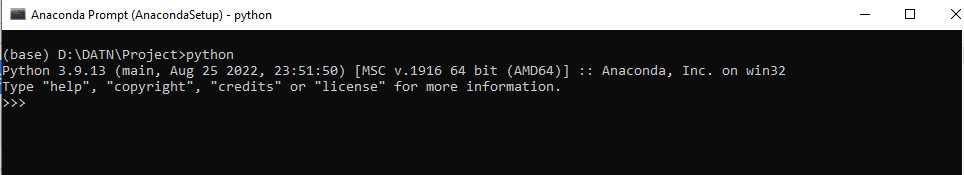 Anaconda Prompt (AnacondaSetup) - python
(base) D:\DATN\Project>python
Python 3.9.13 (main, Aug 25 2022, 23:51:50) [MSC v.1916 64 bit (AMD64)] :: Anaconda, Inc. on win32
Type "help", "copyright", "credits" or "license" for more information.
>>>